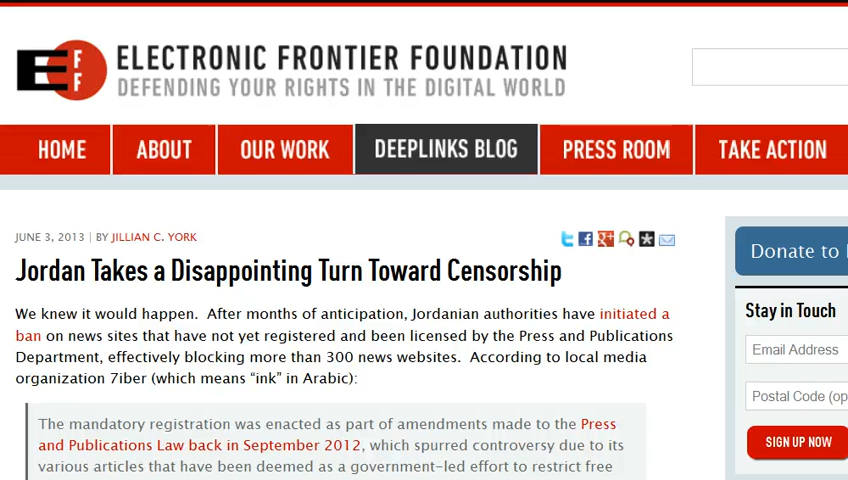 EFF
ELECTRONIC FRONTIER FOUNDATION
DEFENDING YOUR RIGHTS IN THE DIGITAL WORLD
HOME ABOUT OUR WORK DEEPLINKS BLOG PRESS ROOM TAKE ACTION
JUNE 3, 2013 | BY JILLIAN C. YORK
Jordan Takes a Disappointing Turn Toward Censorship
We knew it would happen.  After months of anticipation, Jordanian authorities have initiated a
ban on news sites that have not yet registered and been licensed by the Press and Publications
Department, effectively blocking more than 300 news websites.  According to local media
organization 7iber (which means “ink” in Arabic):
The mandatory registration was enacted as part of amendments made to the Press
and Publications Law back in September 2012, which spurred controversy due to its
various articles that have been deemed as a government-led effort to restrict free
Donate to
Stay in Touch
Email Address
Postal Code (op
SIGN UP NOW